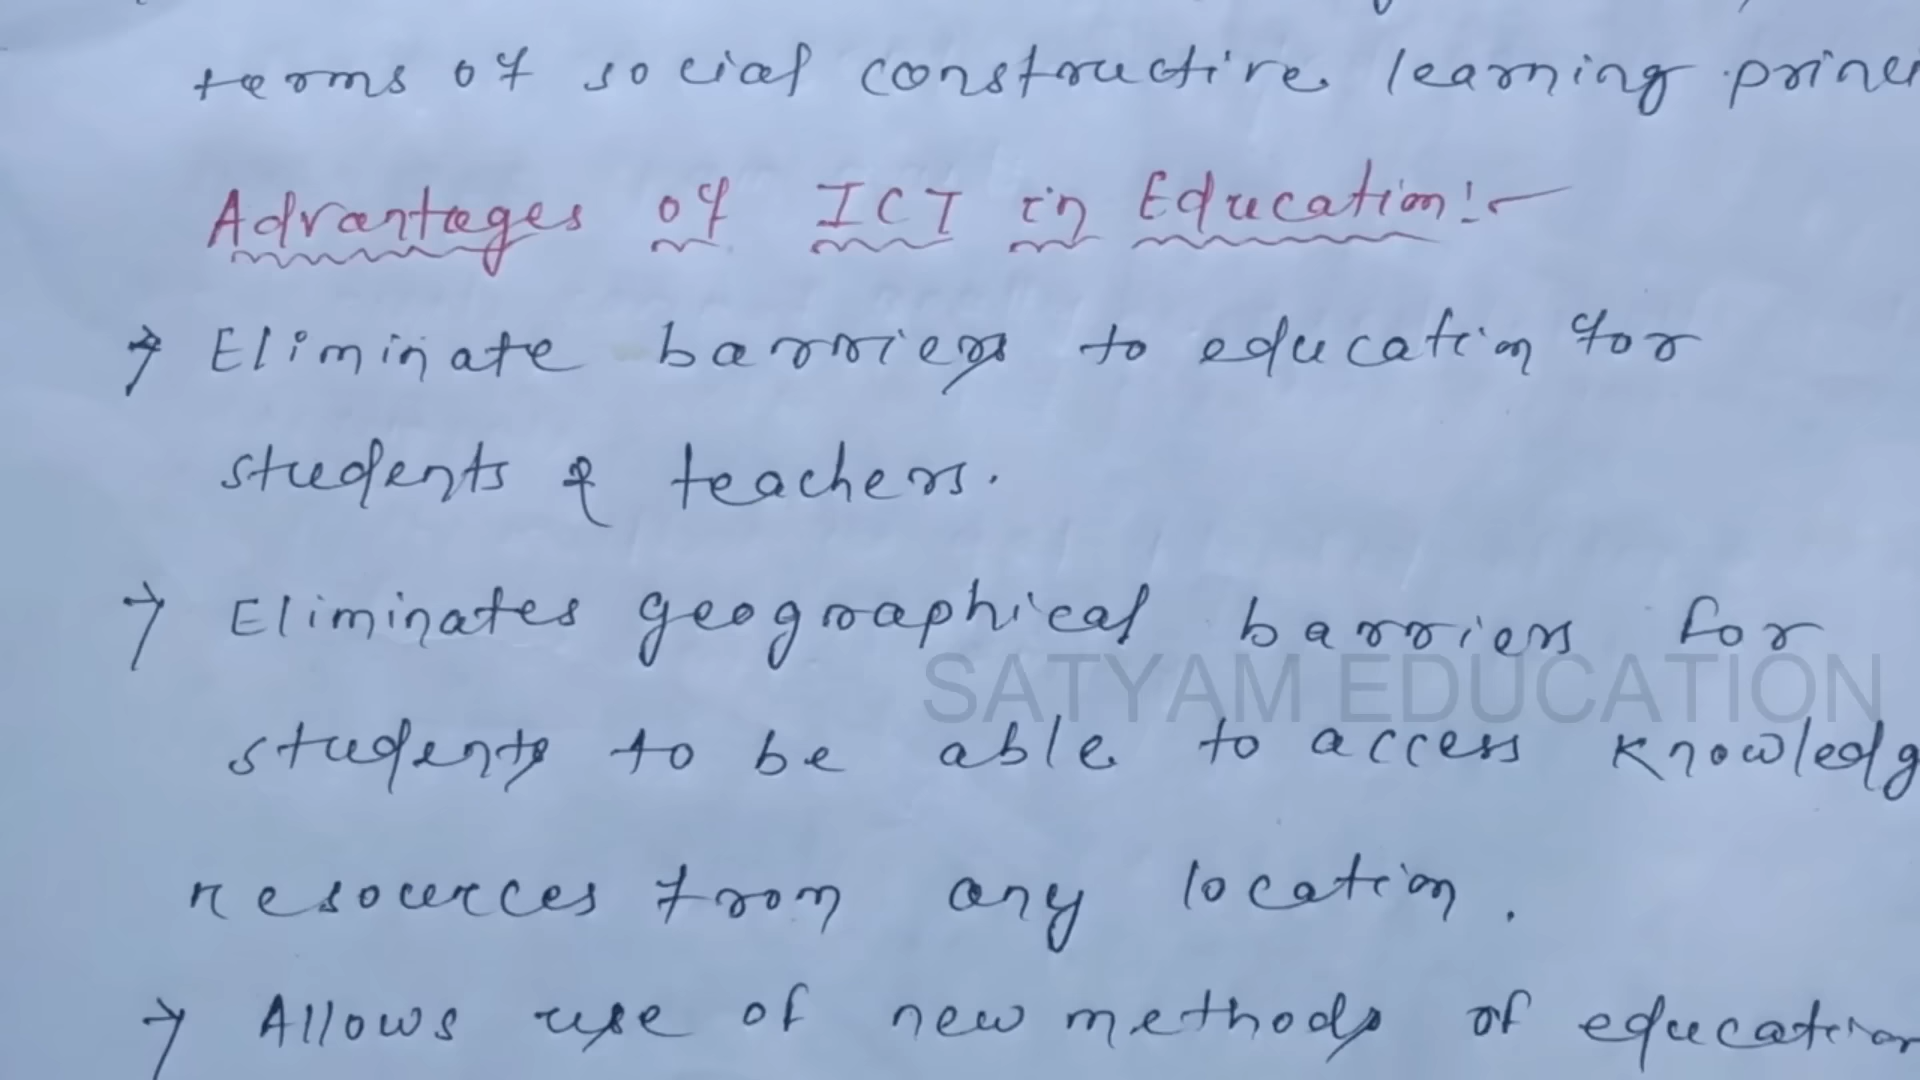 terms of social constructive learning princi
Advantages of ICT in Education:-
→ Eliminate barriers to education for
students & teachers.
→ Eliminates geographical barriers for
SATYAM EDUCATION
students to be able to access knowledg
resources from any location.
→ Allows use of new methods of education